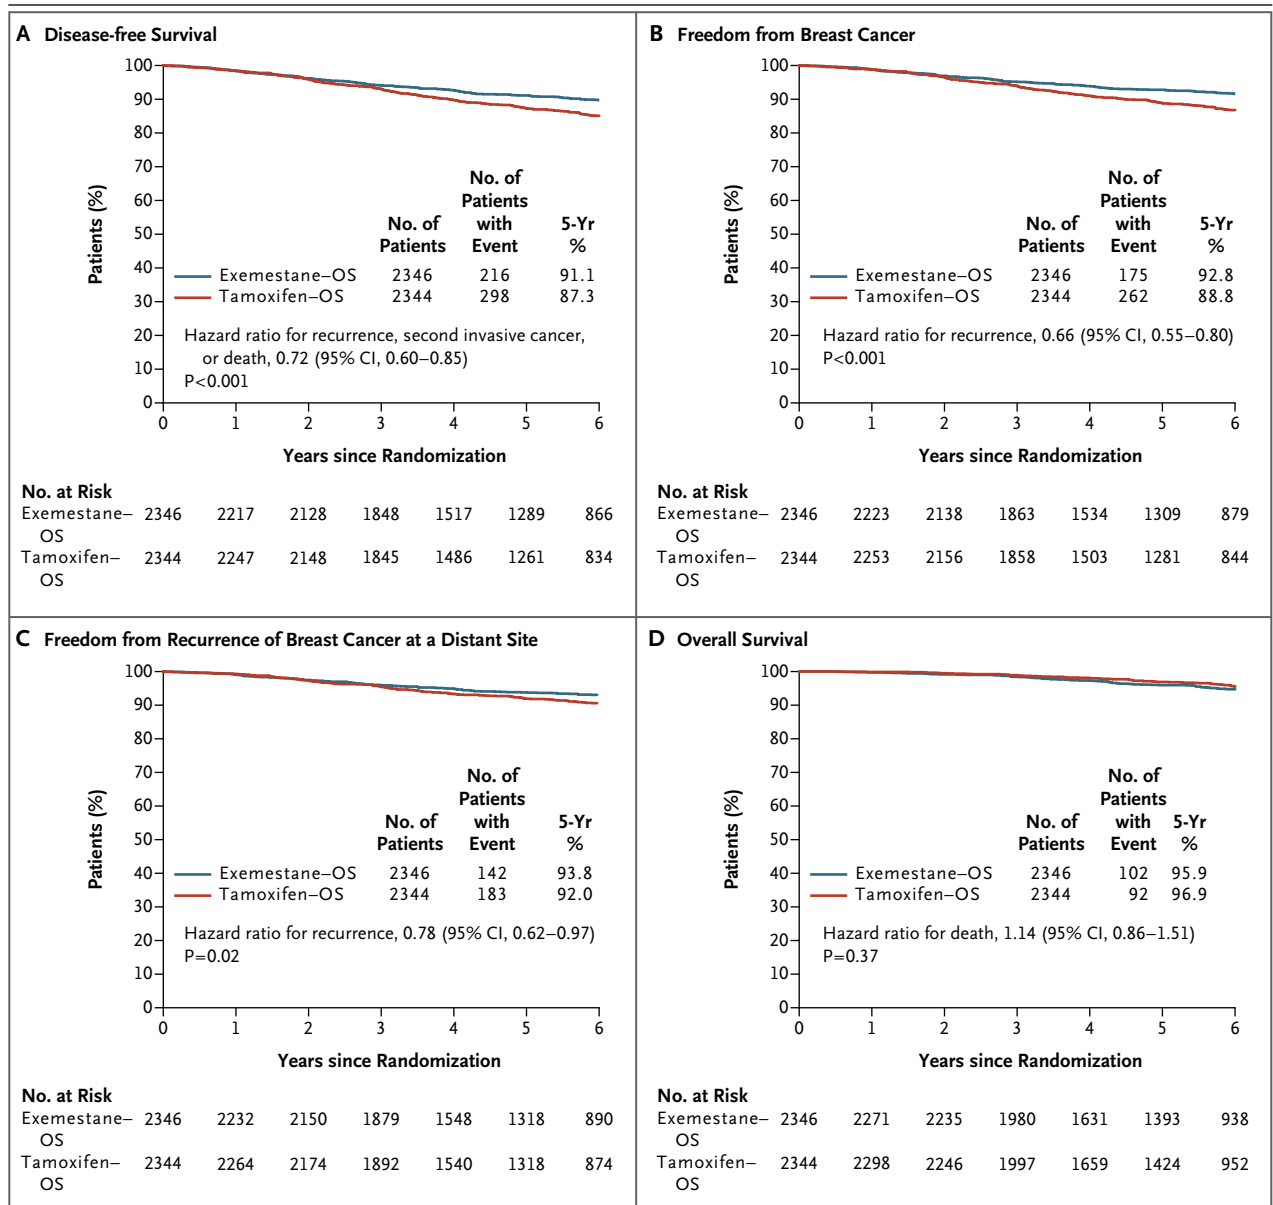 A Disease-free Survival
100
90
80
70
60
50
40
30
20
10
0
Patients (%)
No. of
Patients
No. of
Patients
with
Event
5-Yr
%
Exemestane–OS 2346 216 91.1
Tamoxifen–OS 2344 298 87.3
Hazard ratio for recurrence, second invasive cancer,
or death, 0.72 (95% CI, 0.60–0.85)
P<0.001
0 1 2 3 4 5 6
Years since Randomization
No. at Risk
Exemestane– 2346 2217 2128 1848 1517 1289 866
OS
Tamoxifen– 2344 2247 2148 1845 1486 1261 834
OS
B Freedom from Breast Cancer
100
90
80
70
60
50
40
30
20
10
0
Patients (%)
No. of
Patients
No. of
Patients
with
Event
5-Yr
%
Exemestane–OS 2346 175 92.8
Tamoxifen–OS 2344 262 88.8
Hazard ratio for recurrence, 0.66 (95% CI, 0.55–0.80)
P<0.001
0 1 2 3 4 5 6
Years since Randomization
No. at Risk
Exemestane– 2346 2223 2138 1863 1534 1309 879
OS
Tamoxifen– 2344 2253 2156 1858 1503 1281 844
OS
C Freedom from Recurrence of Breast Cancer at a Distant Site
100
90
80
70
60
50
40
30
20
10
0
Patients (%)
No. of
Patients
No. of
Patients
with
Event
5-Yr
%
Exemestane–OS 2346 142 93.8
Tamoxifen–OS 2344 183 92.0
Hazard ratio for recurrence, 0.78 (95% CI, 0.62–0.97)
P=0.02
0 1 2 3 4 5 6
Years since Randomization
No. at Risk
Exemestane– 2346 2232 2150 1879 1548 1318 890
OS
Tamoxifen– 2344 2264 2174 1892 1540 1318 874
OS
D Overall Survival
100
90
80
70
60
50
40
30
20
10
0
Patients (%)
No. of
Patients
No. of
Patients
with
Event
5-Yr
%
Exemestane–OS 2346 102 95.9
Tamoxifen–OS 2344 92 96.9
Hazard ratio for death, 1.14 (95% CI, 0.86–1.51)
P=0.37
0 1 2 3 4 5 6
Years since Randomization
No. at Risk
Exemestane– 2346 2271 2235 1980 1631 1393 938
OS
Tamoxifen– 2344 2298 2246 1997 1659 1424 952
OS